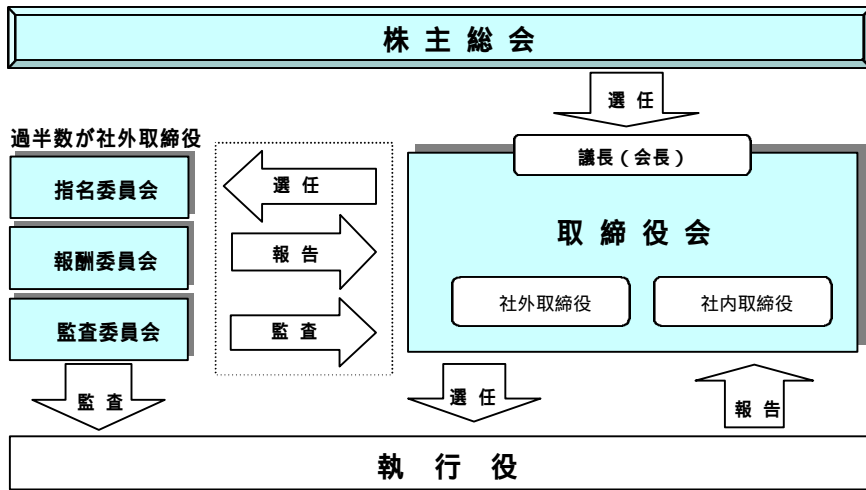 株主総会
選任
過半数が社外取締役
議長（会長）
指名委員会
選任
取締役会
報酬委員会
報告
社外取締役
社内取締役
監査委員会
監査
監査
選任
報告
執行役